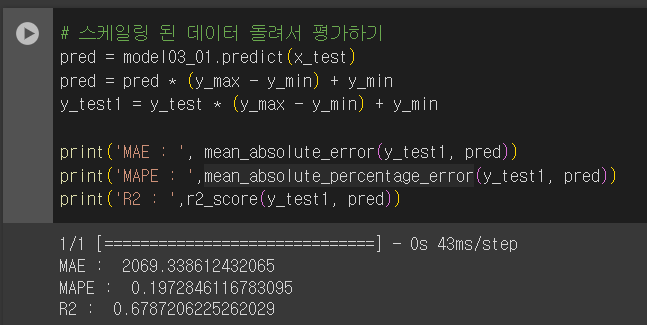 # 스케일링 된 데이터 돌려서 평가하기
pred = model03_01.predict(x_test)
pred = pred * (y_max - y_min) + y_min
y_test1 = y_test * (y_max - y_min) + y_min
print('MAE : ', mean_absolute_error(y_test1, pred))
print('MAPE : ',mean_absolute_percentage_error(y_test1, pred))
print('R2 : ',r2_score(y_test1, pred))
1/1 [==============================] - 0s 43ms/step
MAE :  2069.338612432065
MAPE :  0.1972846116783095
R2 :  0.6787206225262029